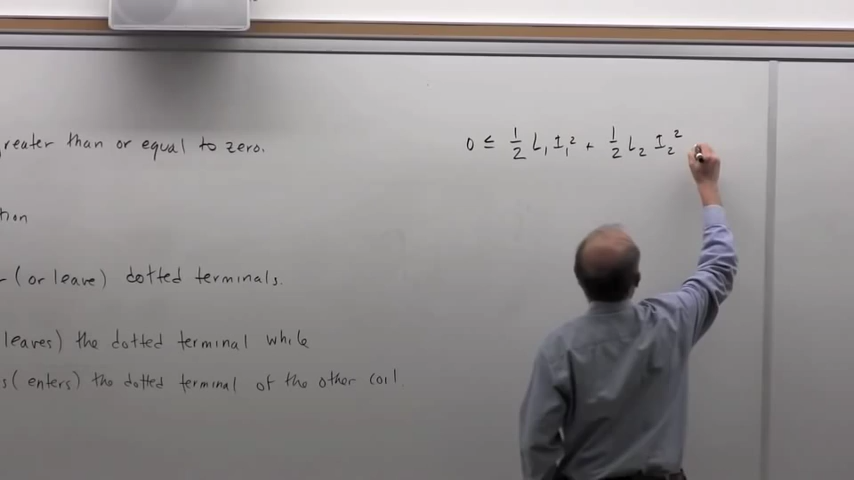 greater than or equal to zero.
tion
(or leave) dotted terminals.
leaves) the dotted terminal while
s (enters) the dotted terminal of the other coil.
0 ≤ 1/2 L₁ I₁² + 1/2 L₂ I₂²